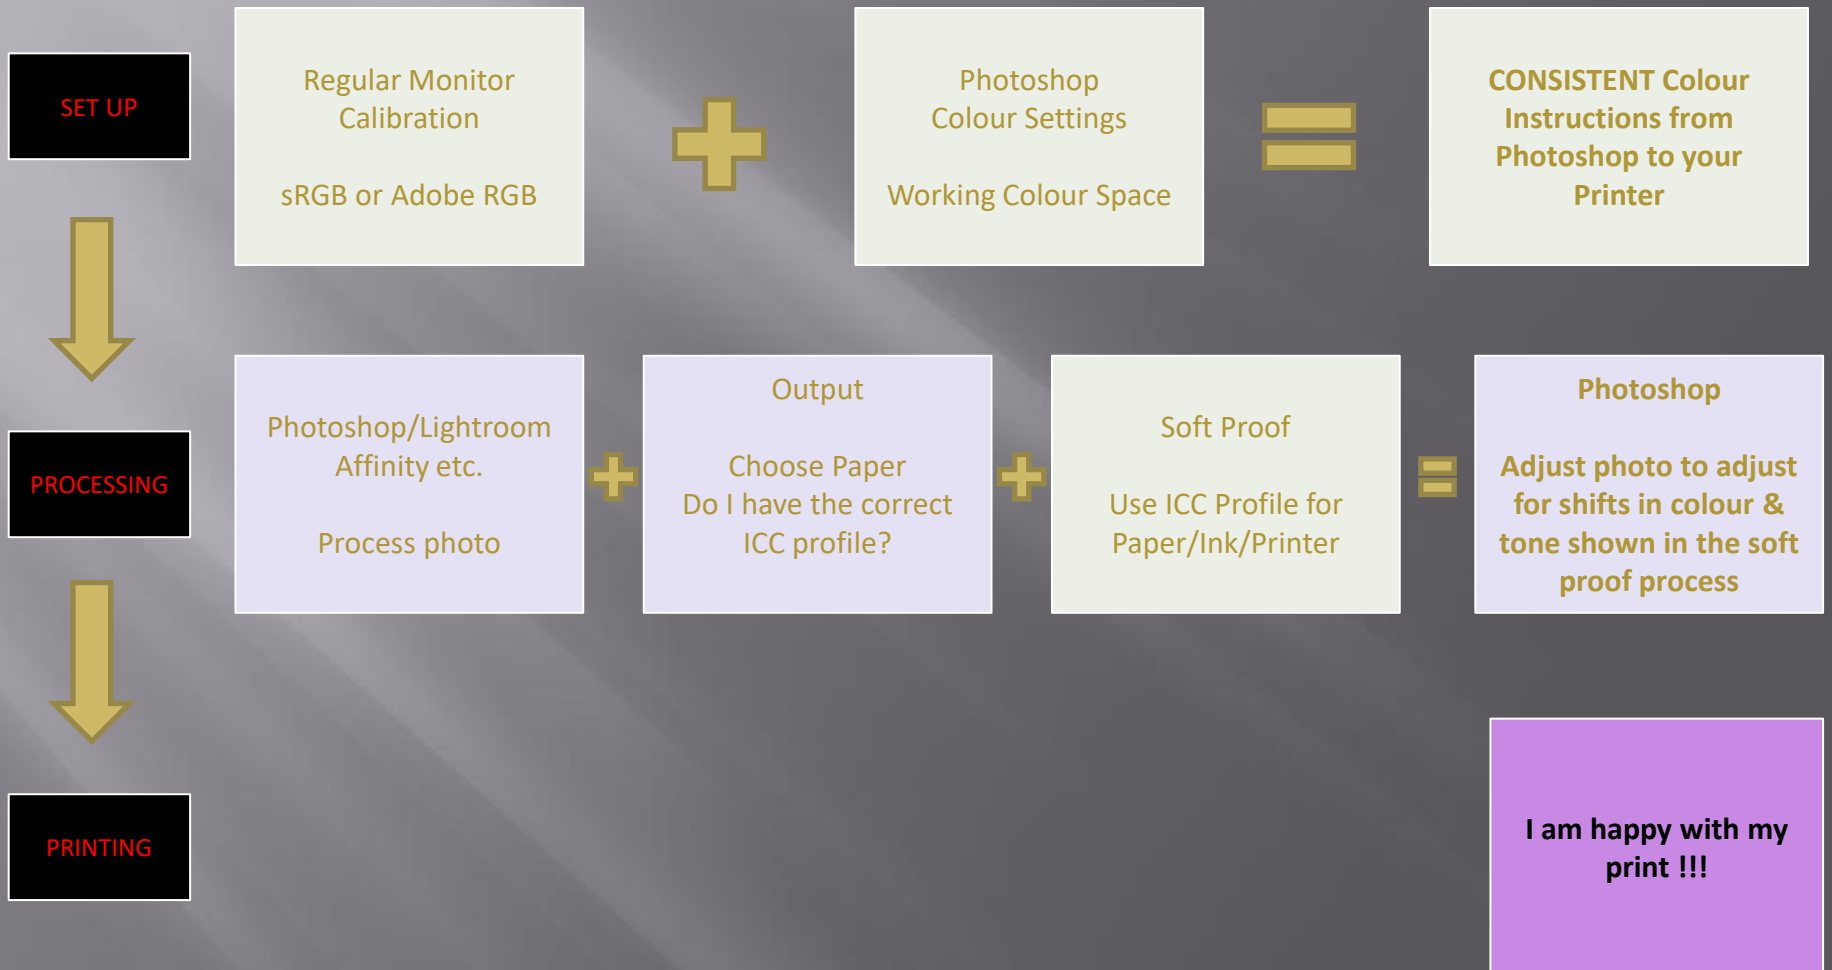 SET UP
Regular Monitor
Calibration
sRGB or Adobe RGB
Photoshop
Colour Settings
Working Colour Space
CONSISTENT Colour
Instructions from
Photoshop to your
Printer
PROCESSING
Photoshop/Lightroom
Affinity etc.
Process photo
Output
Choose Paper
Do I have the correct
ICC profile?
Soft Proof
Use ICC Profile for
Paper/Ink/Printer
Photoshop
Adjust photo to adjust
for shifts in colour &
tone shown in the soft
proof process
PRINTING
I am happy with my
print !!!